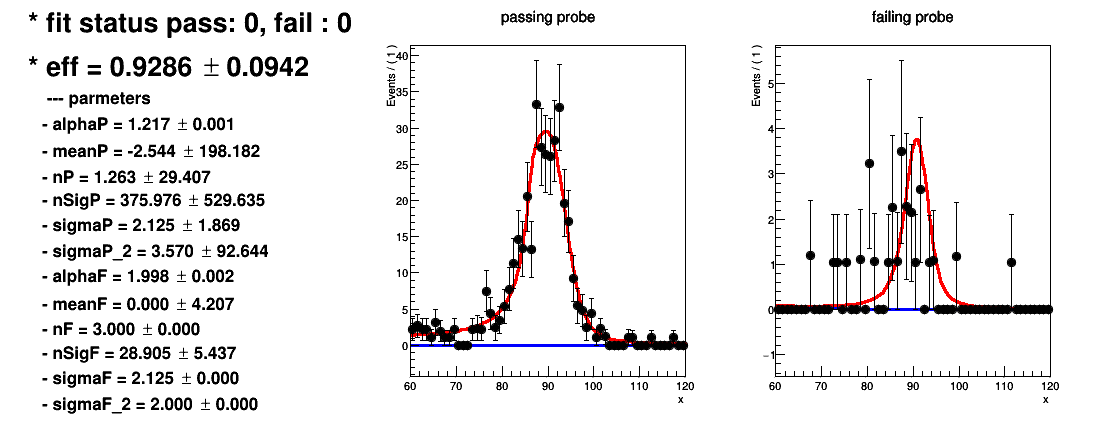 * fit status pass: 0, fail : 0
* eff = 0.9286 ± 0.0942
--- parmeters
- alphaP = 1.217 ± 0.001
- meanP = -2.544 ± 198.182
- nP = 1.263 ± 29.407
- nSigP = 375.976 ± 529.635
- sigmaP = 2.125 ± 1.869
- sigmaP_2 = 3.570 ± 92.644
- alphaF = 1.998 ± 0.002
- meanF = 0.000 ± 4.207
- nF = 3.000 ± 0.000
- nSigF = 28.905 ± 5.437
- sigmaF = 2.125 ± 0.000
- sigmaF_2 = 2.000 ± 0.000
passing probe
Events / ( 1 )
40
35
30
25
20
15
10
5
0
60 70 80 90 100 110 120
x
failing probe
Events / ( 1 )
5
4
3
2
1
0
−1
60 70 80 90 100 110 120
x